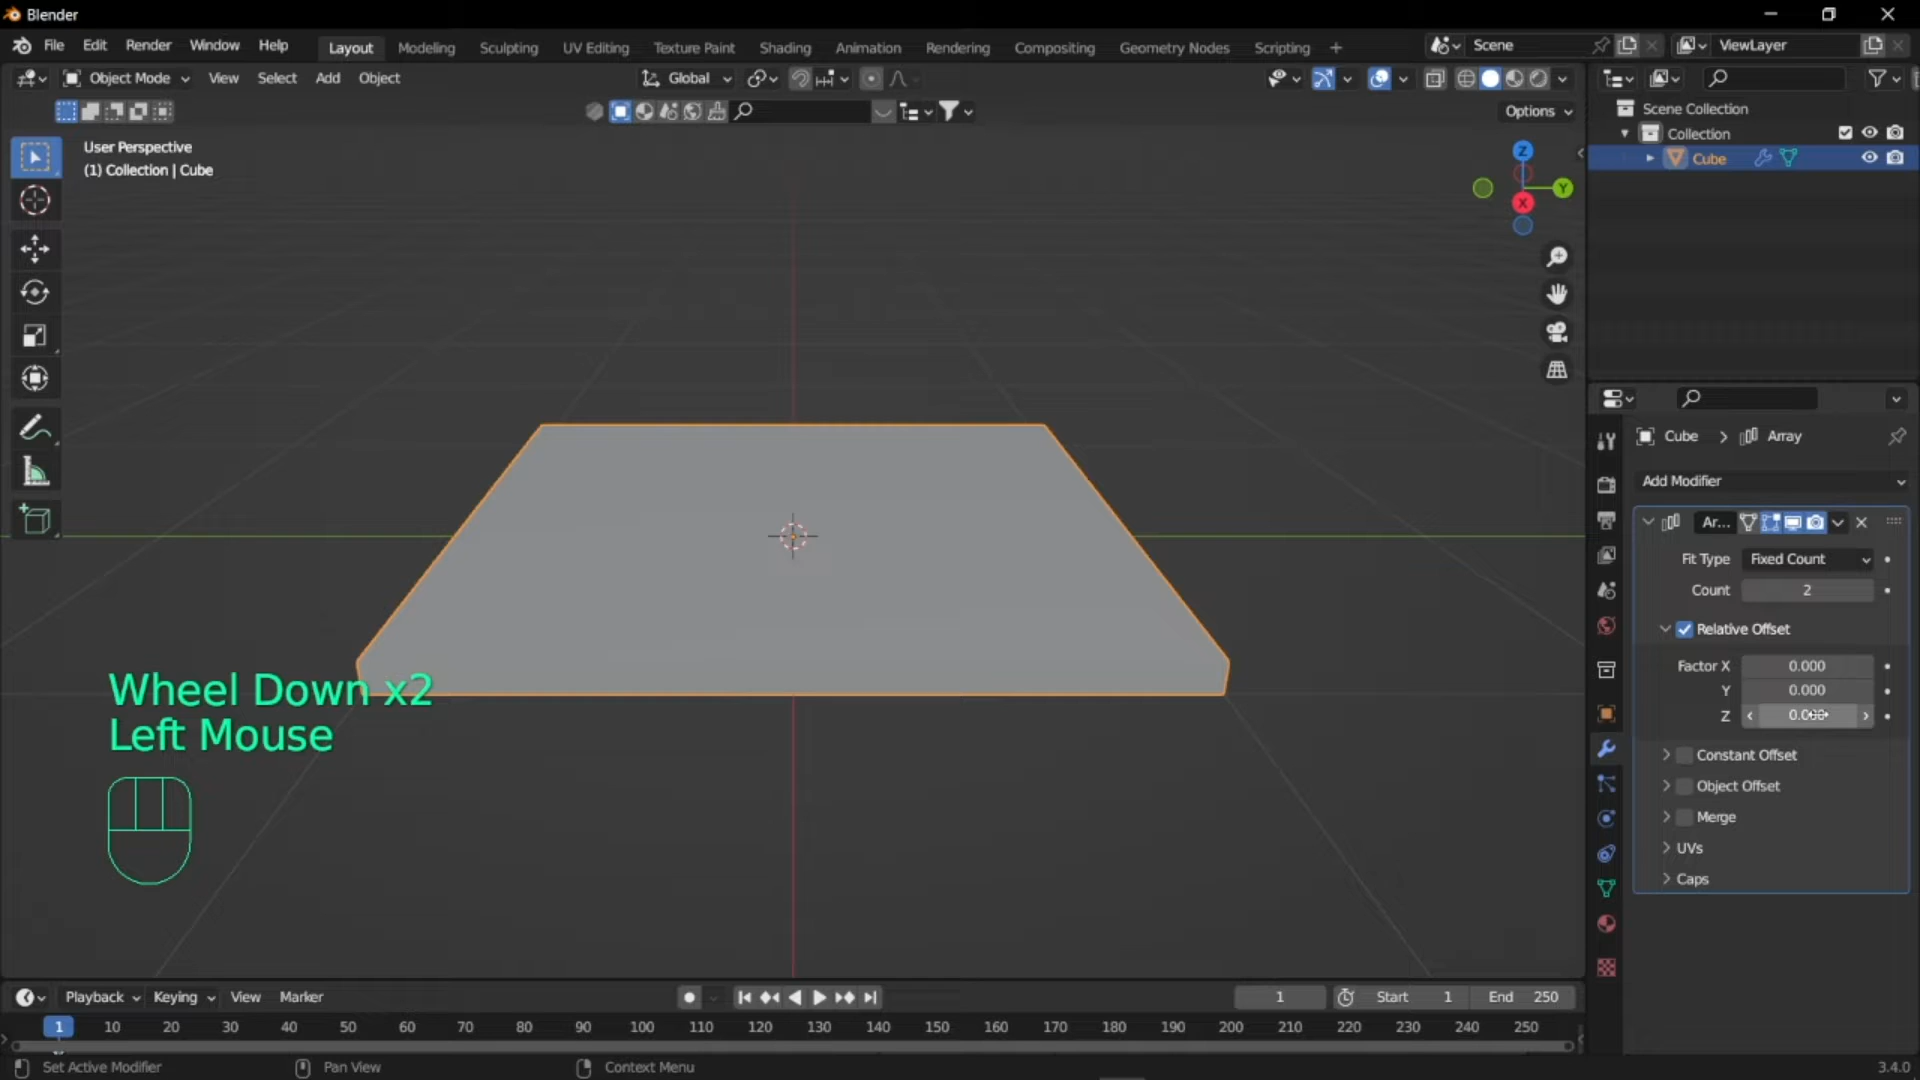 Blender
File Edit Render Window Help Layout Modeling Sculpting UV Editing Texture Paint Shading Animation Rendering Compositing Geometry Nodes Scripting + Scene ViewLayer
Object Mode View Select Add Object Global
Options
User Perspective
(1) Collection | Cube
Z
Y
X
Scene Collection
Collection
Cube
Cube > Array
Add Modifier
Ar...
Fit Type Fixed Count
Count 2
Relative Offset
Factor X 0.000
Y 0.000
Z
Constant Offset
Object Offset
Merge
UVs
Caps
Wheel Down x2
Left Mouse
Playback Keying View Marker 1 Start 1 End 250
1 10 20 30 40 50 60 70 80 90 100 110 120 130 140 150 160 170 180 190 200 210 220 230 240 250
Set Active Modifier Pan View Context Menu 3.4.0